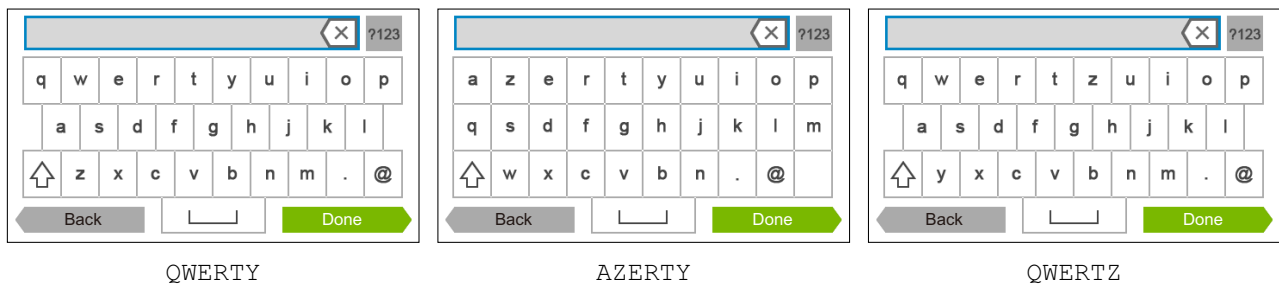 ?123 ?123 ?123
q w e r t y u i o p a z e r t y u i o p q w e r t z u i o p
a s d f g h j k l q s d f g h j k l m a s d f g h j k l
z x c v b n m . @ w x c v b n . @ y x c v b n m . @
Back Done Back Done Back Done
QWERTY AZERTY QWERTZ